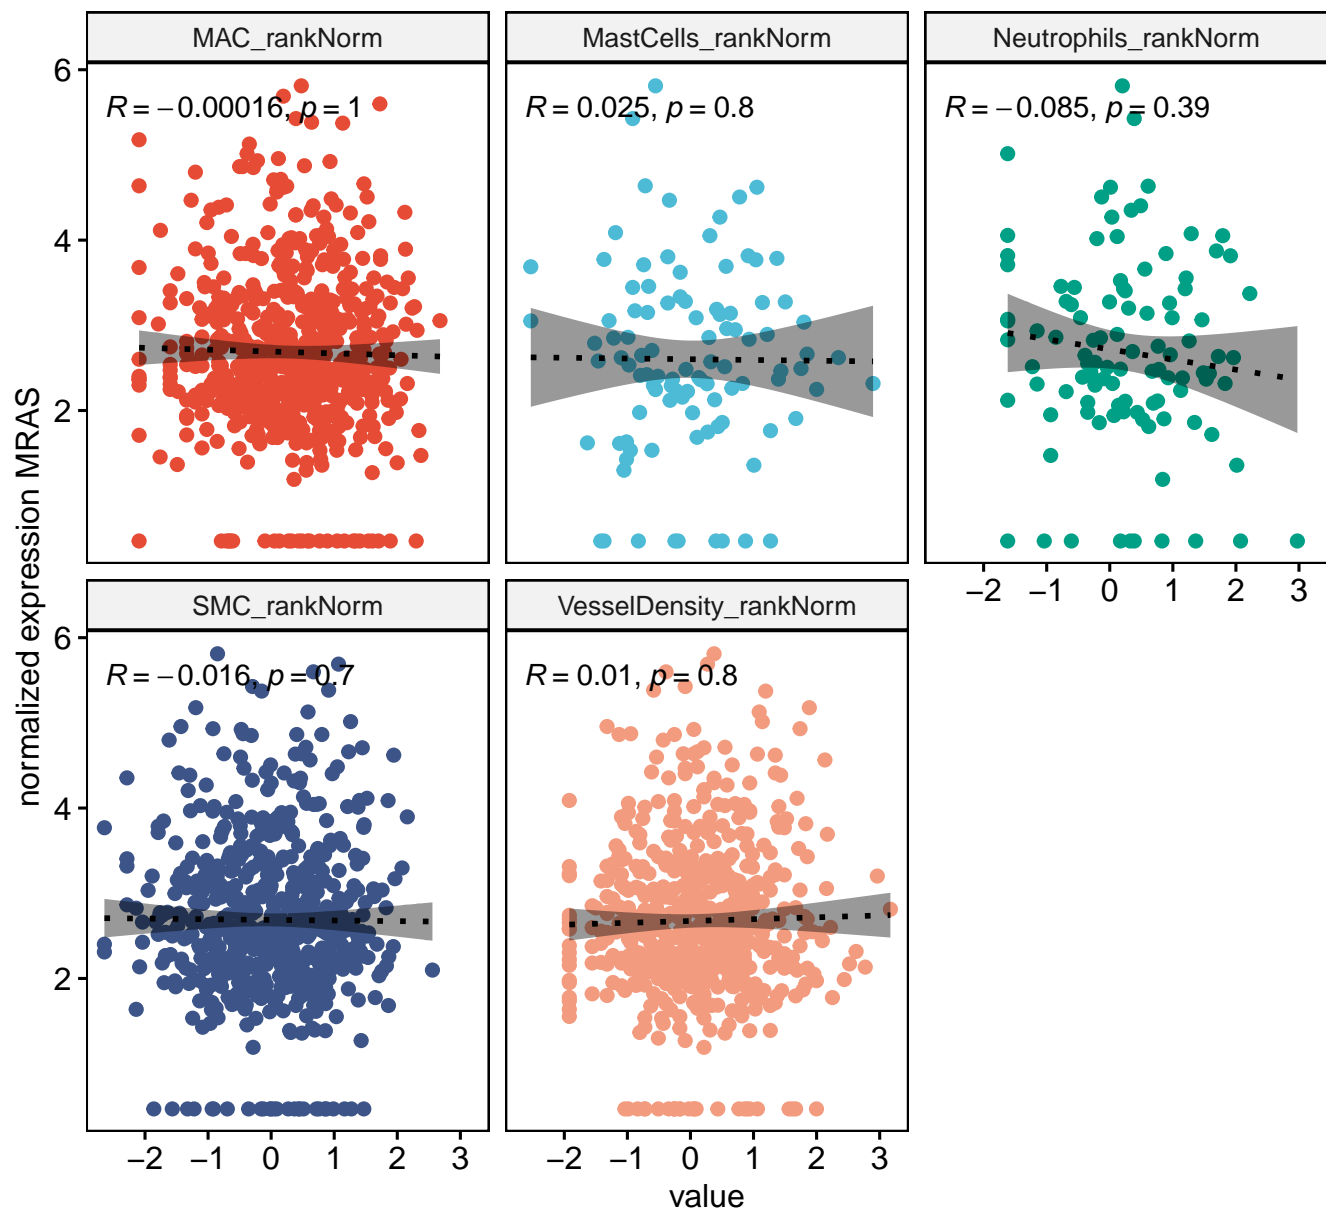 MAC_rankNorm
MastCells_rankNorm
Neutrophils_rankNorm
R = −0.00016, p = 1
R = 0.025, p = 0.8
R = −0.085, p = 0.39
6
4
2
−2 −1 0 1 2 3
SMC_rankNorm
VesselDensity_rankNorm
R = −0.016, p = 0.7
R = 0.01, p = 0.8
6
4
2
−2 −1 0 1 2 3
−2 −1 0 1 2 3
value
normalized expression MRAS